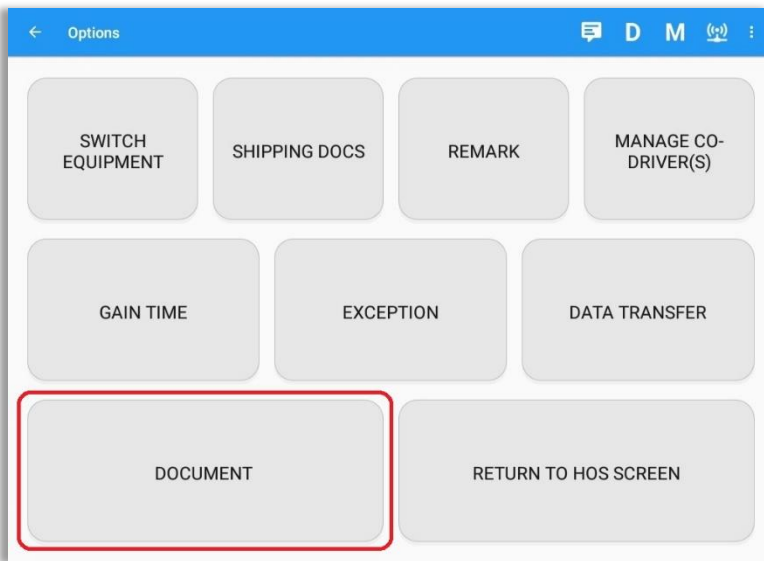 Options
D M
SWITCH
EQUIPMENT
SHIPPING DOCS
REMARK
MANAGE CO-
DRIVER(S)
GAIN TIME
EXCEPTION
DATA TRANSFER
DOCUMENT
RETURN TO HOS SCREEN